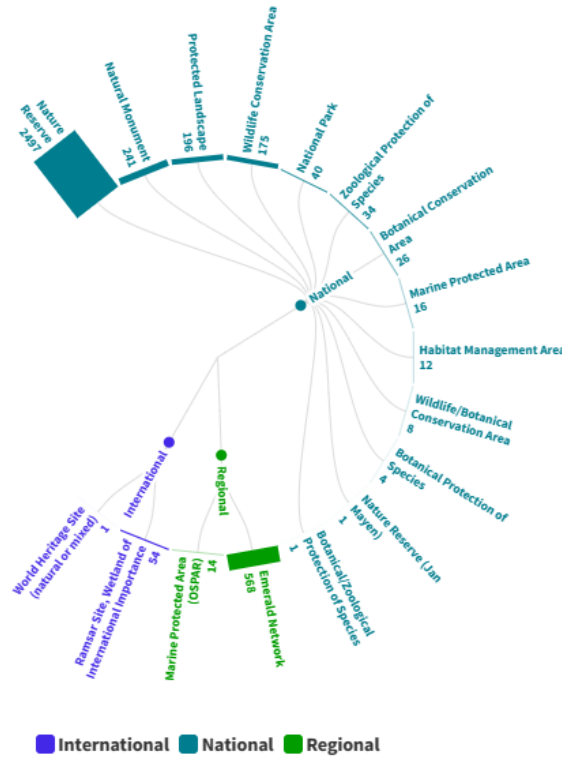 Nature
Reserve
2497
Natural Monument
241
Protected Landscape
196
Wildlife Conservation Area
175
National Park
40
Zoological Protection of
Species
34
Botanical Conservation
Area
26
Marine Protected Area
16
Habitat Management Area
12
Wildlife/Botanical
Conservation Area
8
Botanical Protection of
Species
4
Nature Reserve (Jan
Mayen)
1
Botanical/Zoological
Protection of Species
1
National
International
Regional
World Heritage Site
(natural or mixed)
1
Ramsar Site, Wetland of
International Importance
54
Marine Protected Area
(OSPAR)
14
Emerald Network
568
International National Regional